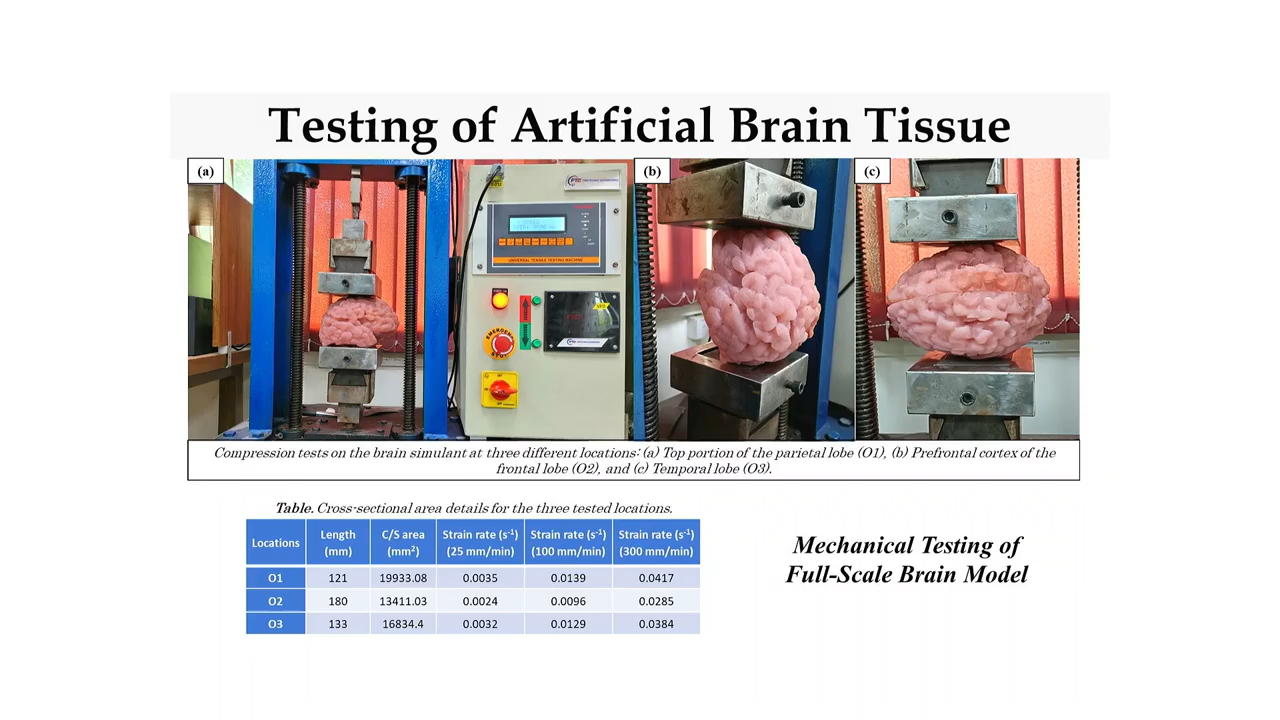 Testing of Artificial Brain Tissue
(a)
(b)
(c)
UNIVERSAL TENSILE TESTING MACHINE
EMERGENCY
STOP
Compression tests on the brain simulant at three different locations: (a) Top portion of the parietal lobe (O1), (b) Prefrontal cortex of the
frontal lobe (O2), and (c) Temporal lobe (O3).
Table. Cross-sectional area details for the three tested locations.
Locations Length (mm) C/S area (mm²) Strain rate (s⁻¹) (25 mm/min) Strain rate (s⁻¹) (100 mm/min) Strain rate (s⁻¹) (300 mm/min)
O1 121 19933.08 0.0035 0.0139 0.0417
O2 180 13411.03 0.0024 0.0096 0.0285
O3 133 16834.4 0.0032 0.0129 0.0384
Mechanical Testing of
Full-Scale Brain Model